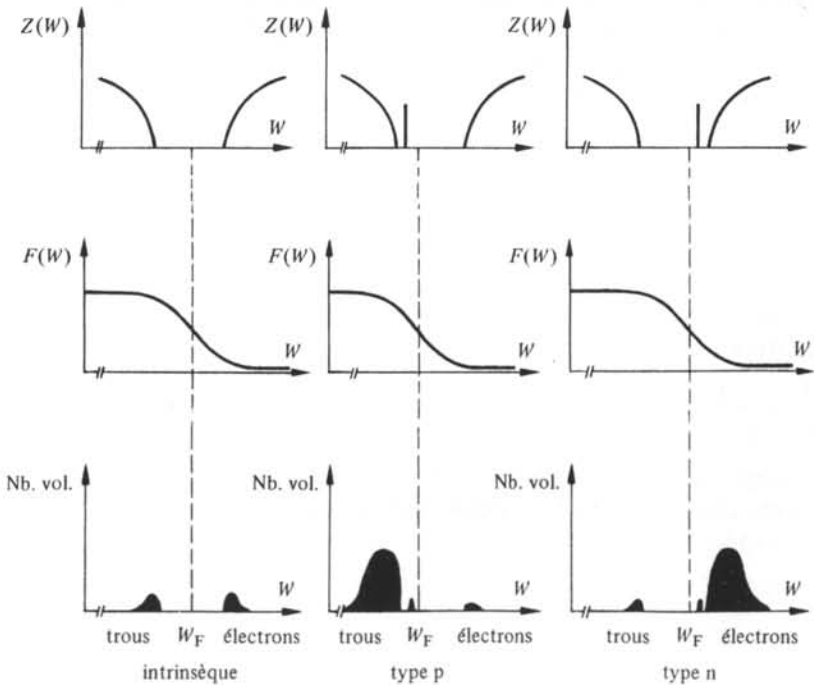 Z(W) Z(W) Z(W)
W W W
F(W) F(W) F(W)
W W W
Nb. vol. Nb. vol. Nb. vol.
W W W
trous W_F électrons trous W_F électrons trous W_F électrons
intrinsèque type p type n